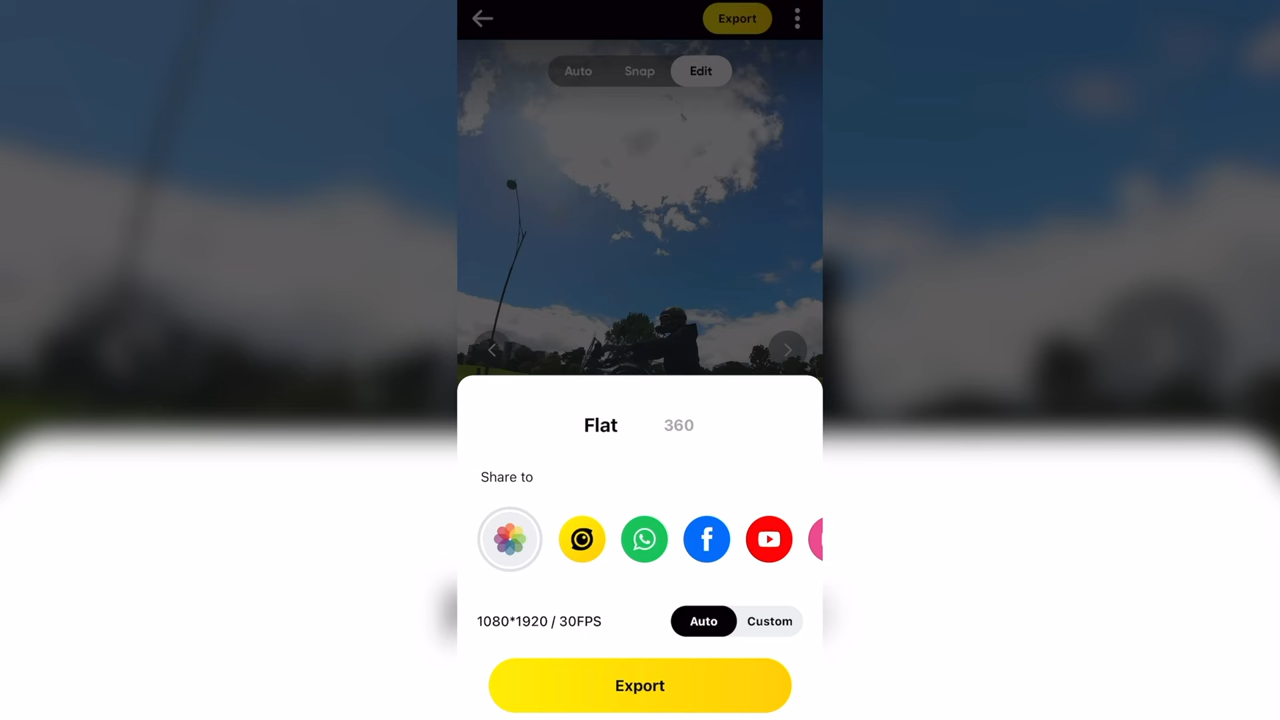 Export
Auto Snap Edit
Flat 360
Share to
1080*1920 / 30FPS
Auto Custom
Export